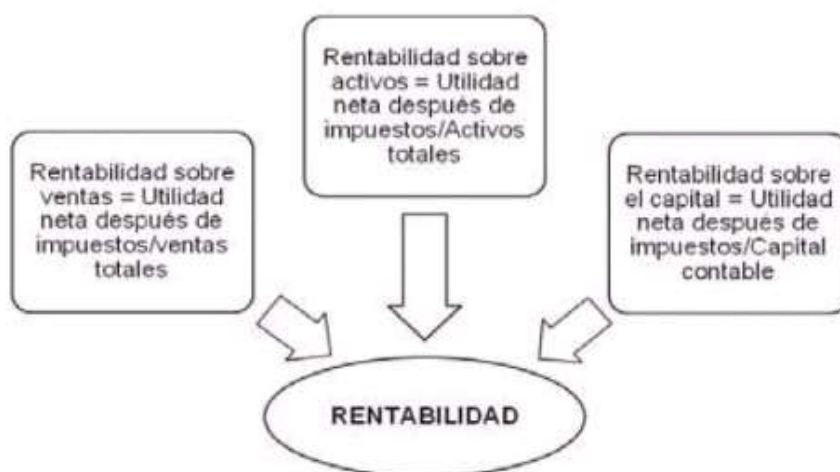 Rentabilidad sobre
activos = Utilidad
neta después de
impuestos/Activos
totales
Rentabilidad sobre
ventas = Utilidad
neta después de
impuestos/ventas
totales
Rentabilidad sobre
el capital = Utilidad
neta después de
impuestos/Capital
contable
RENTABILIDAD